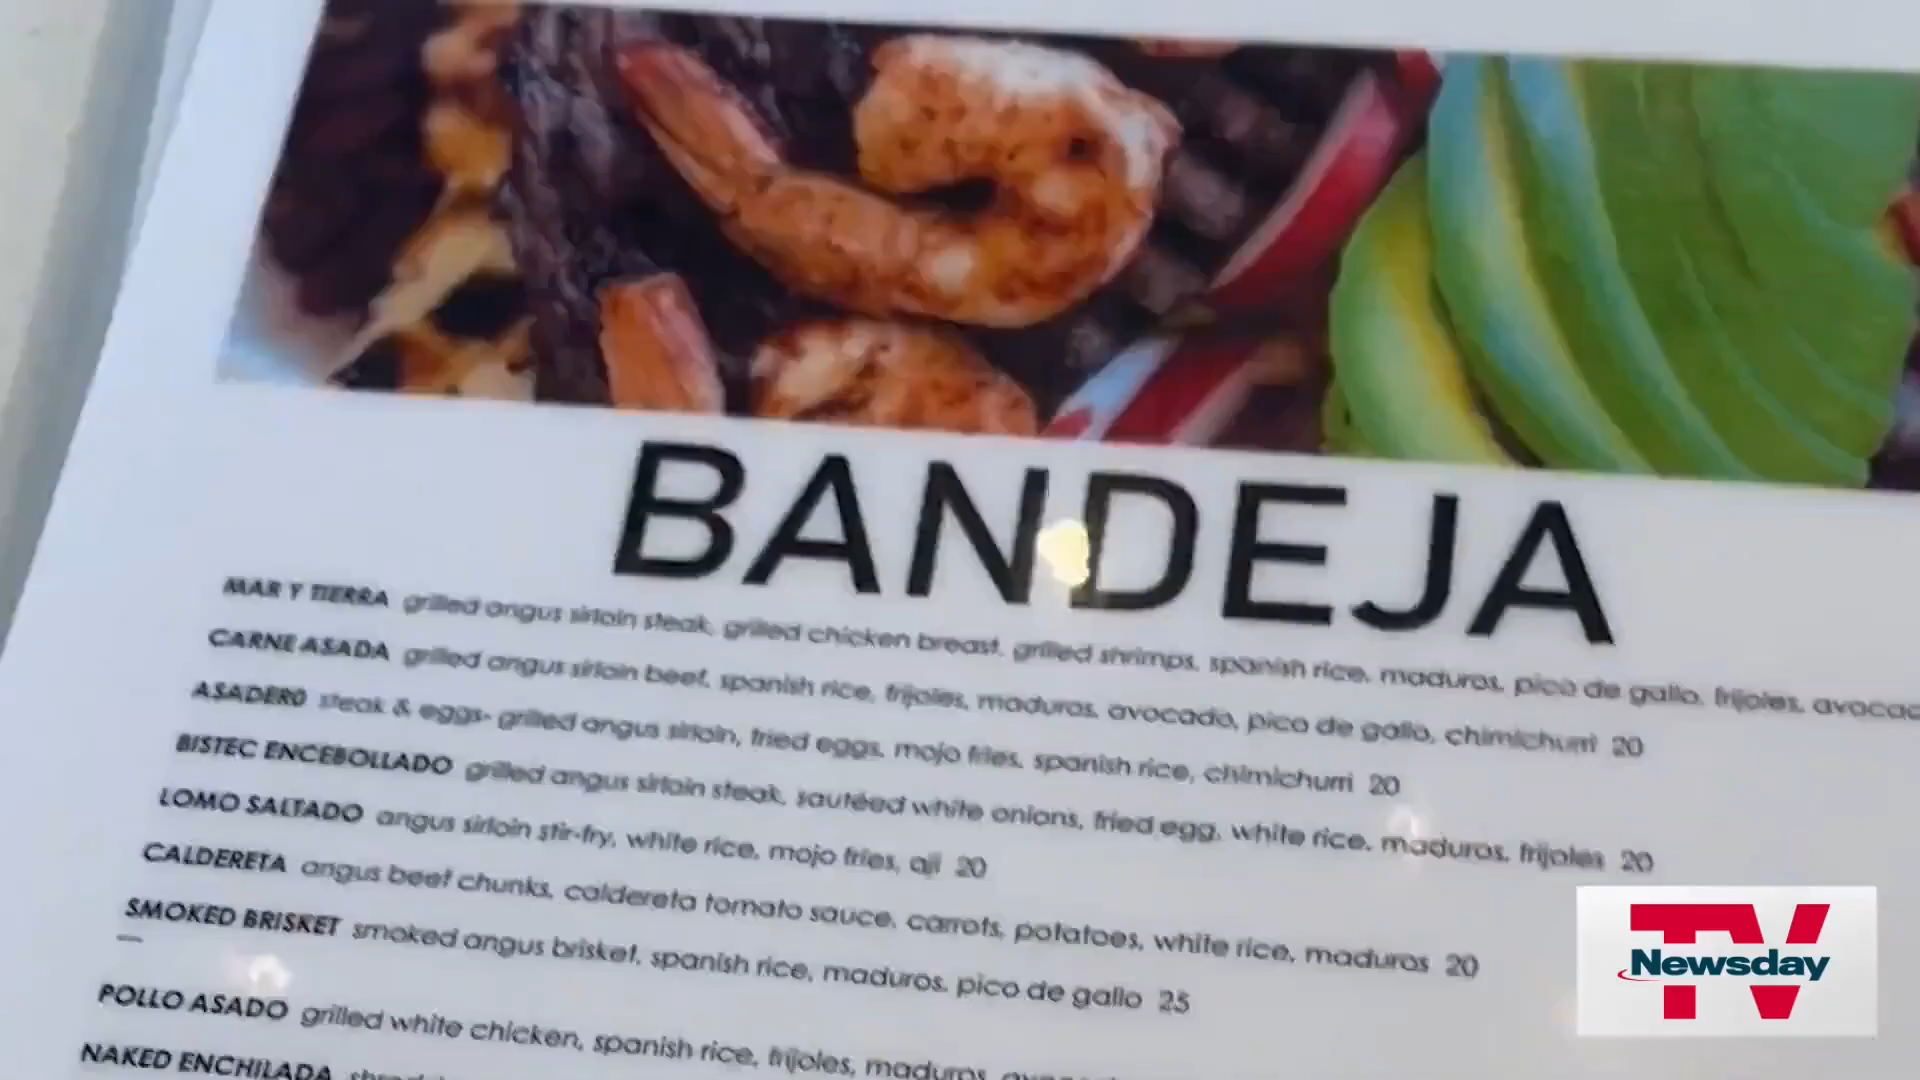 BANDEJA
MAR Y TIERRA grilled angus sirloin steak, grilled chicken breast, grilled shrimps, spanish rice, maduros, pico de gallo, frijoles,
CARNE ASADA grilled angus sirloin beef, spanish rice, frijoles, maduros, avocado, pico de gallo, chimichurri 20
ASADERO steak & eggs- grilled angus sirloin, fried eggs, mojo fries, spanish rice, chimichurri 20
BISTEC ENCEBOLLADO grilled angus sirloin steak, sautéed white onions, fried egg, white rice, maduros, frijoles 20
LOMO SALTADO angus sirloin stir-fry, white rice, mojo fries, aji 20
CALDERETA angus beef chunks, caldereta tomato sauce, carrots, potatoes, white rice, maduros 20
SMOKED BRISKET smoked angus brisket, spanish rice, maduros, pico de gallo 25
POLLO ASADO grilled white chicken, spanish rice, frijoles, maduros,
NAKED ENCHILADA
TV
Newsday